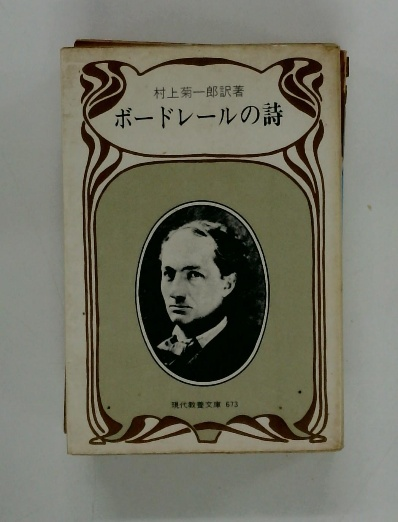 村上菊一郎訳著
ボードレールの詩
現代教養文庫 673